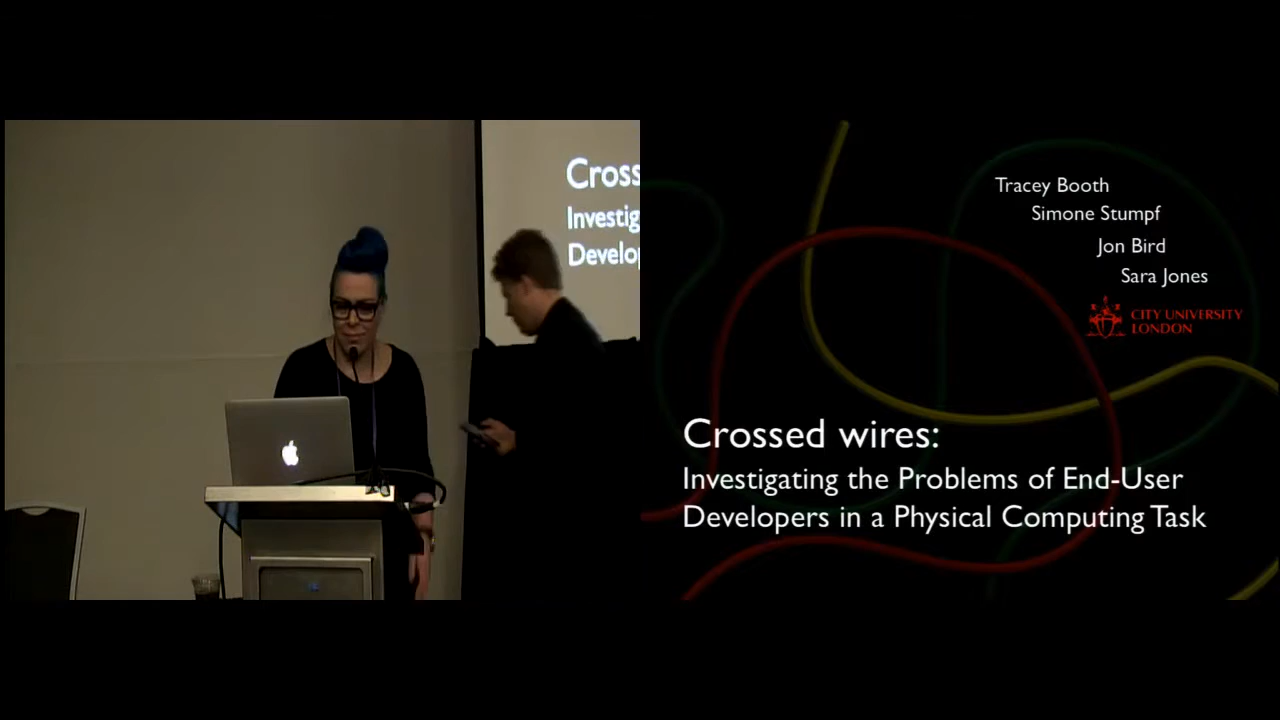 Cross
Investig
Develop
Tracey Booth
Simone Stumpf
Jon Bird
Sara Jones
CITY UNIVERSITY
LONDON
Crossed wires:
Investigating the Problems of End-User
Developers in a Physical Computing Task